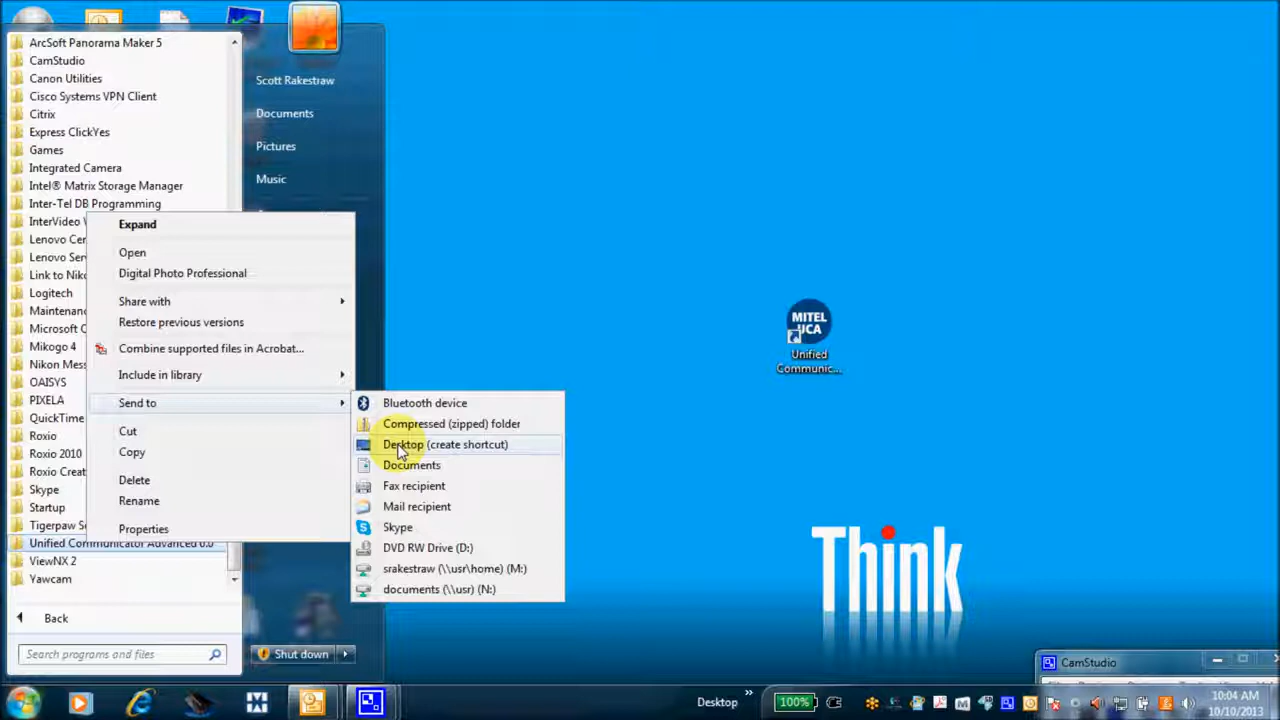 ArcSoft Panorama Maker 5
CamStudio
Canon Utilities
Cisco Systems VPN Client
Citrix
Express ClickYes
Games
Integrated Camera
Intel® Matrix Storage Manager
Inter-Tel DB Programming
InterVideo
Lenovo Cer
Lenovo Ser
Link to Nik
Logitech
Maintenanc
Microsoft
Mikogo 4
Nikon Mess
OAISYS
PIXELA
QuickTime
Roxio
Roxio 2010
Roxio Creat
Skype
Startup
Tigerpaw S
Unified Communicator Advanced 6.0
ViewNX 2
Yawcam
Back
Search programs and files
Scott Rakestraw
Documents
Pictures
Music
Shut down
Expand
Open
Digital Photo Professional
Share with
Restore previous versions
Combine supported files in Acrobat...
Include in library
Send to
Cut
Copy
Delete
Rename
Properties
Bluetooth device
Compressed (zipped) folder
Desktop (create shortcut)
Documents
Fax recipient
Mail recipient
Skype
DVD RW Drive (D:)
srakestraw (\\usr\home) (M:)
documents (\\usr) (N:)
MITEL
UCA
Unified
Communic...
Think
CamStudio
Desktop
»
100%
10:04 AM
10/10/2013